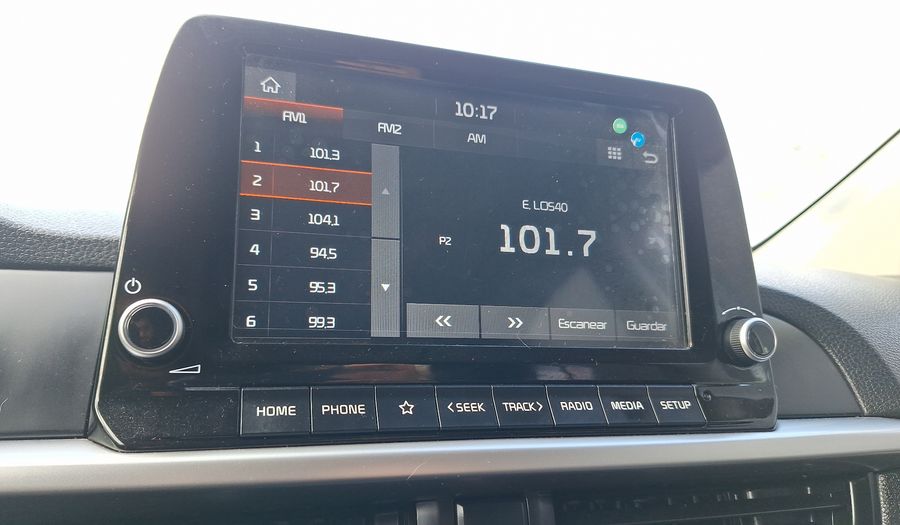 10:17
FM1
FM2
AM
1 101,3
2 101,7
3 104,1
4 94,5
5 95,3
6 99,3
E. LOS40
P2 101.7
<< >> Escanear Guardar
HOME PHONE < SEEK TRACK > RADIO MEDIA SETUP